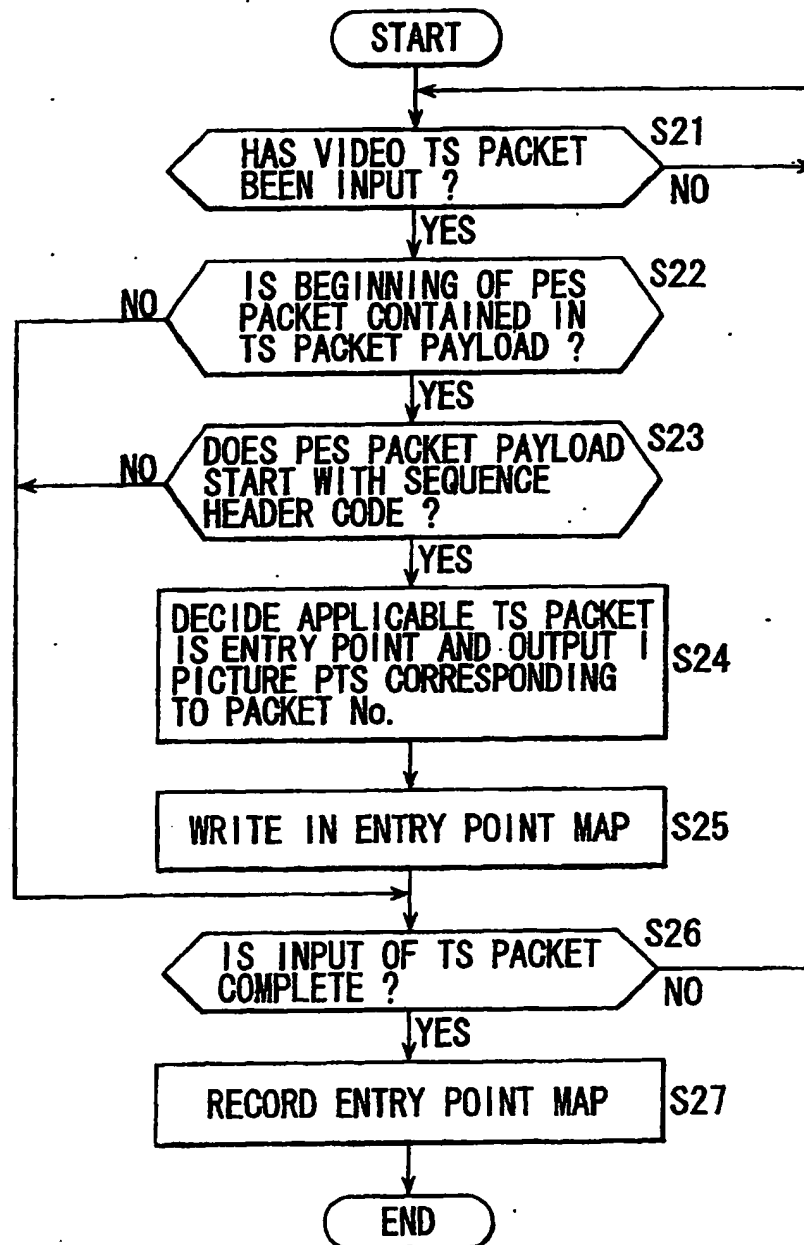 START
HAS VIDEO TS PACKET
BEEN INPUT ?
S21
NO
YES
IS BEGINNING OF PES
PACKET CONTAINED IN
TS PACKET PAYLOAD ?
S22
NO
YES
DOES PES PACKET PAYLOAD
START WITH SEQUENCE
HEADER CODE ?
S23
NO
YES
DECIDE APPLICABLE TS PACKET
IS ENTRY POINT AND OUTPUT I
PICTURE PTS CORRESPONDING
TO PACKET No.
S24
WRITE IN ENTRY POINT MAP
S25
IS INPUT OF TS PACKET
COMPLETE ?
S26
NO
YES
RECORD ENTRY POINT MAP
S27
END